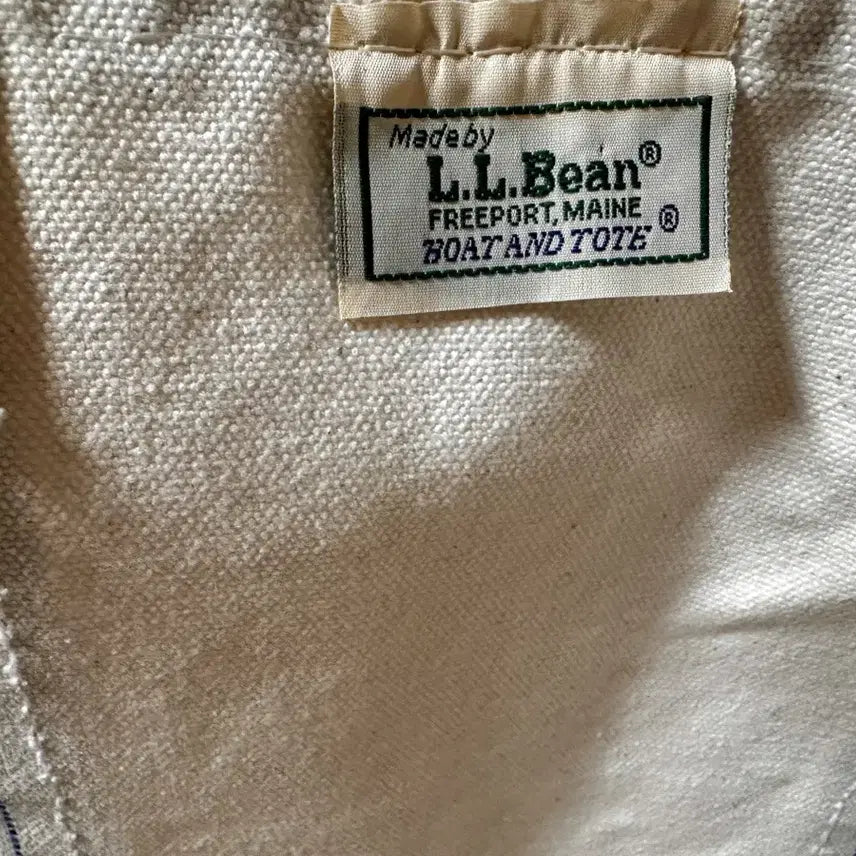 Made by
L.L.Bean®
FREEPORT, MAINE
BOAT AND TOTE ®